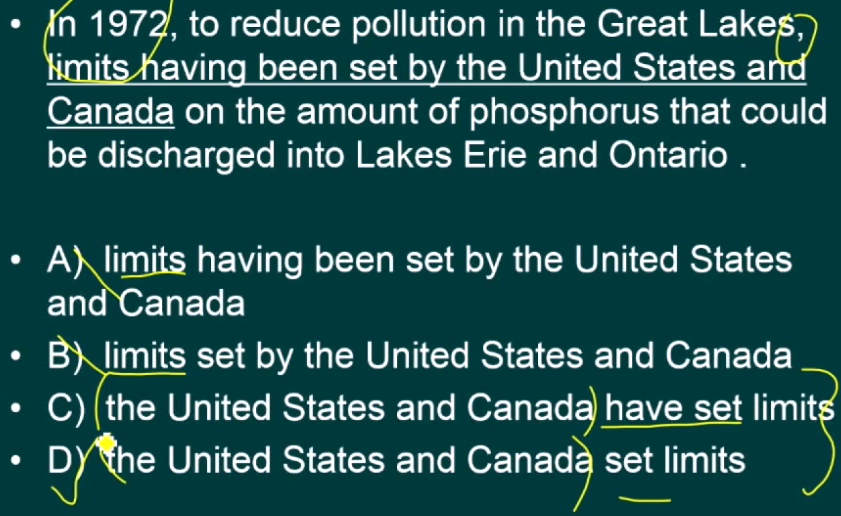 • In 1972, to reduce pollution in the Great Lakes,
limits having been set by the United States and
Canada on the amount of phosphorus that could
be discharged into Lakes Erie and Ontario .
• A) limits having been set by the United States
and Canada
• B) limits set by the United States and Canada
• C) the United States and Canada have set limits
• D) the United States and Canada set limits